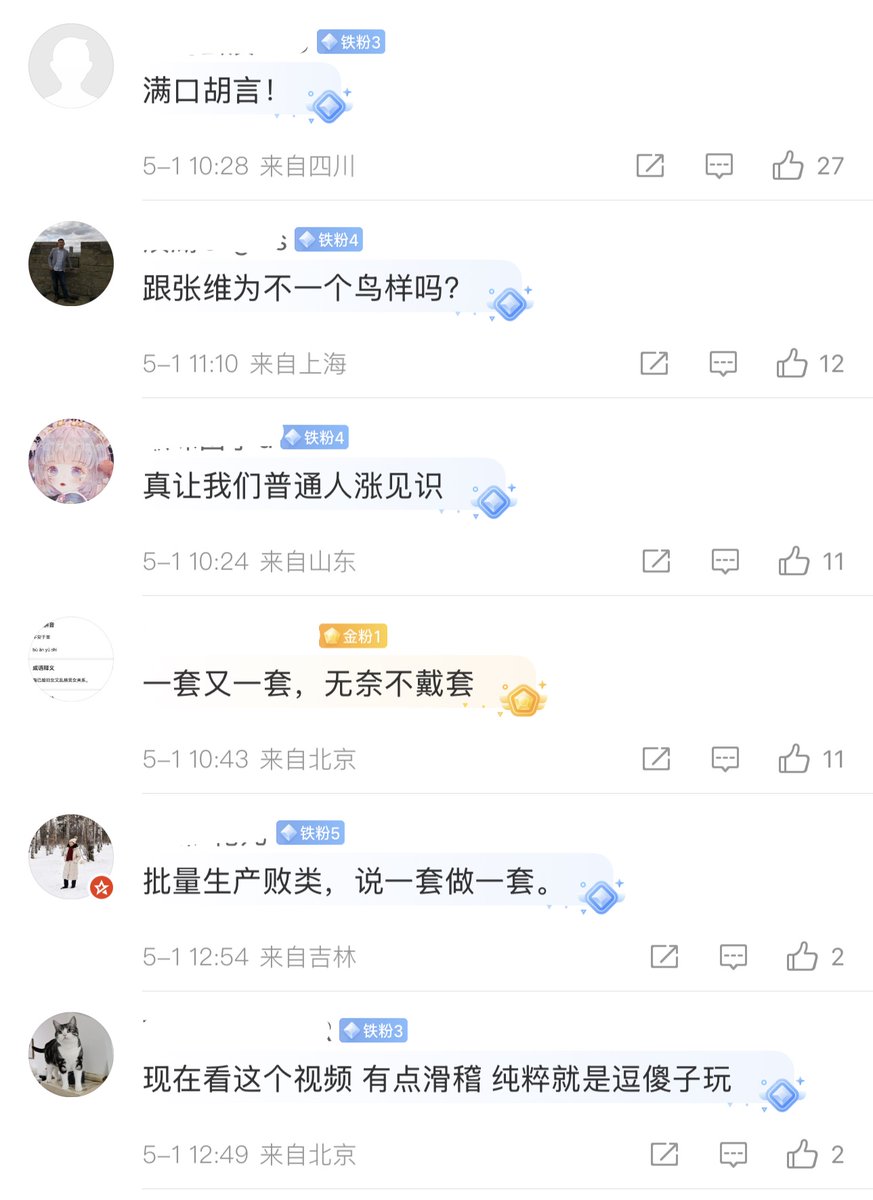 铁粉3
满口胡言！
5-1 10:28 来自四川
27
铁粉4
跟张维为不一个鸟样吗？
5-1 11:10 来自上海
12
铁粉4
真让我们普通人涨见识
5-1 10:24 来自山东
11
金粉1
一套又一套，无奈不戴套
5-1 10:43 来自北京
11
铁粉5
批量生产败类，说一套做一套。
5-1 12:54 来自吉林
2
铁粉3
现在看这个视频 有点滑稽 纯粹就是逗傻子玩
5-1 12:49 来自北京
2